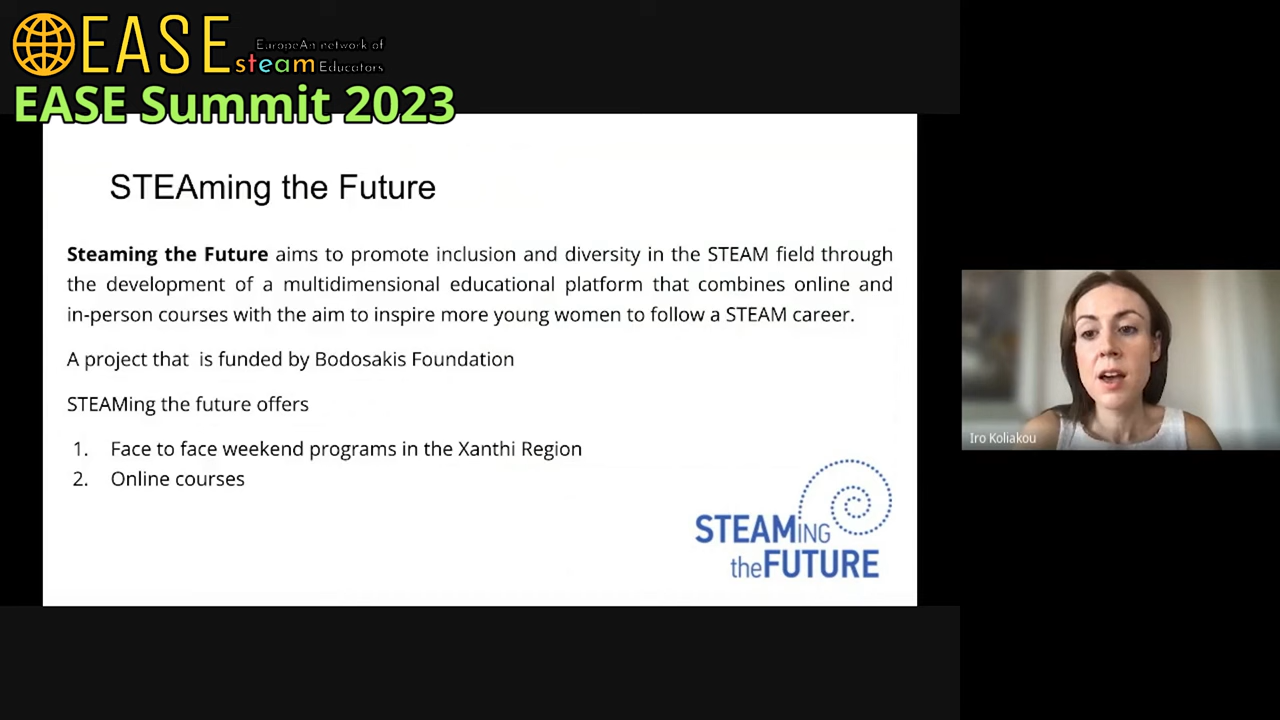 EASE
EuropeAn network of
steam Educators
EASE Summit 2023
STEAming the Future
Steaming the Future aims to promote inclusion and diversity in the STEAM field through
the development of a multidimensional educational platform that combines online and
in-person courses with the aim to inspire more young women to follow a STEAM career.
A project that is funded by Bodosakis Foundation
STEAMing the future offers
1. Face to face weekend programs in the Xanthi Region
2. Online courses
STEAMING
theFUTURE
Iro Koliakou